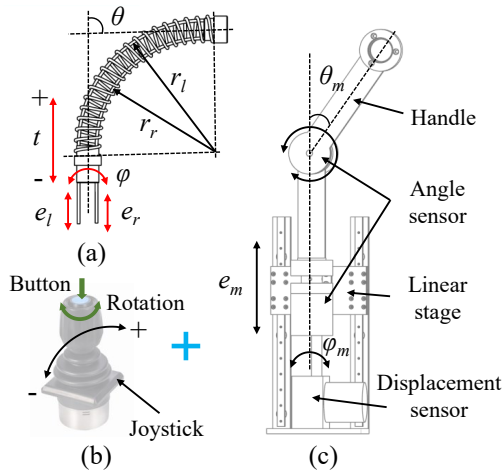 θ
r_l
r_r
+
t
-
φ
e_l
e_r
(a)
Button
Rotation
+
-
Joystick
(b)
+
θ_m
Handle
Angle
sensor
e_m
Linear
stage
φ_m
Displacement
sensor
(c)